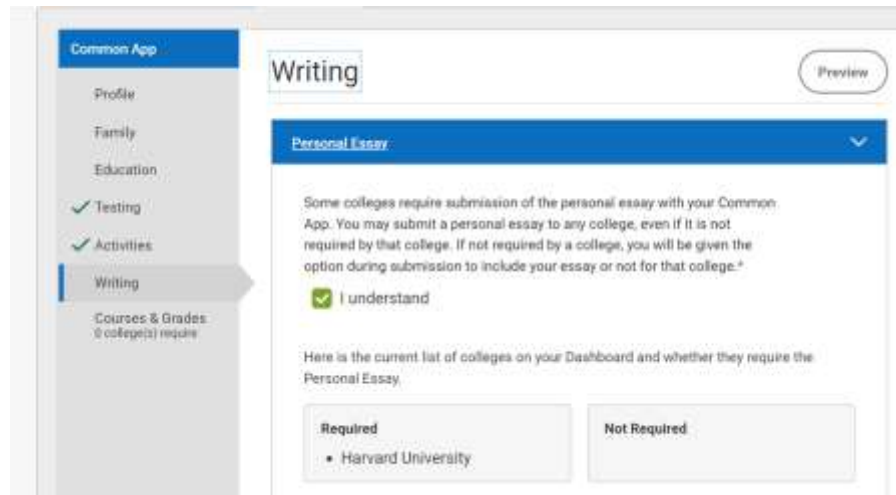 Common App
Profile
Family
Education
Testing
Activities
Writing
Courses & Grades
0 college(s) require
Writing
Preview
Personal Essay
Some colleges require submission of the personal essay with your Common
App. You may submit a personal essay to any college, even if it is not
required by that college. If not required by a college, you will be given the
option during submission to include your essay or not for that college.*
I understand
Here is the current list of colleges on your Dashboard and whether they require the
Personal Essay.
Required
• Harvard University
Not Required